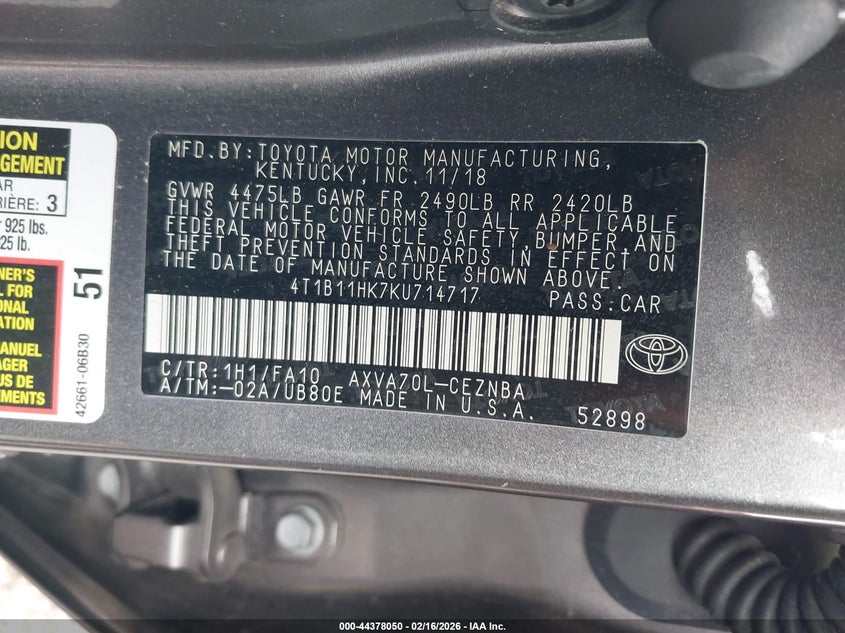 ION
GEMENT
AR
RIÈRE: 3
925 lbs.
25 lb.
NER'S
L FOR
ONAL
ATION
MANUEL
AGER
US DE
EMENTS
51
42661-06B30
MFD.BY:TOYOTA MOTOR MANUFACTURING,
KENTUCKY, INC. 11/18
GVWR 4475LB GAWR FR 2490LB RR 2420LB
THIS VEHICLE CONFORMS TO ALL APPLICABLE
FEDERAL MOTOR VEHICLE SAFETY, BUMPER, AND
THEFT PREVENTION STANDARDS IN EFFECT ON
THE DATE OF MANUFACTURE SHOWN ABOVE.
4T1B11HK7KU714717 PASS.CAR
C/TR:1H1/FA10 AXVA70L-CEZNBA
A/TM:-02A/UB80E MADE IN U.S.A. 52898
000-44378050 - 02/16/2026 - IAA Inc.